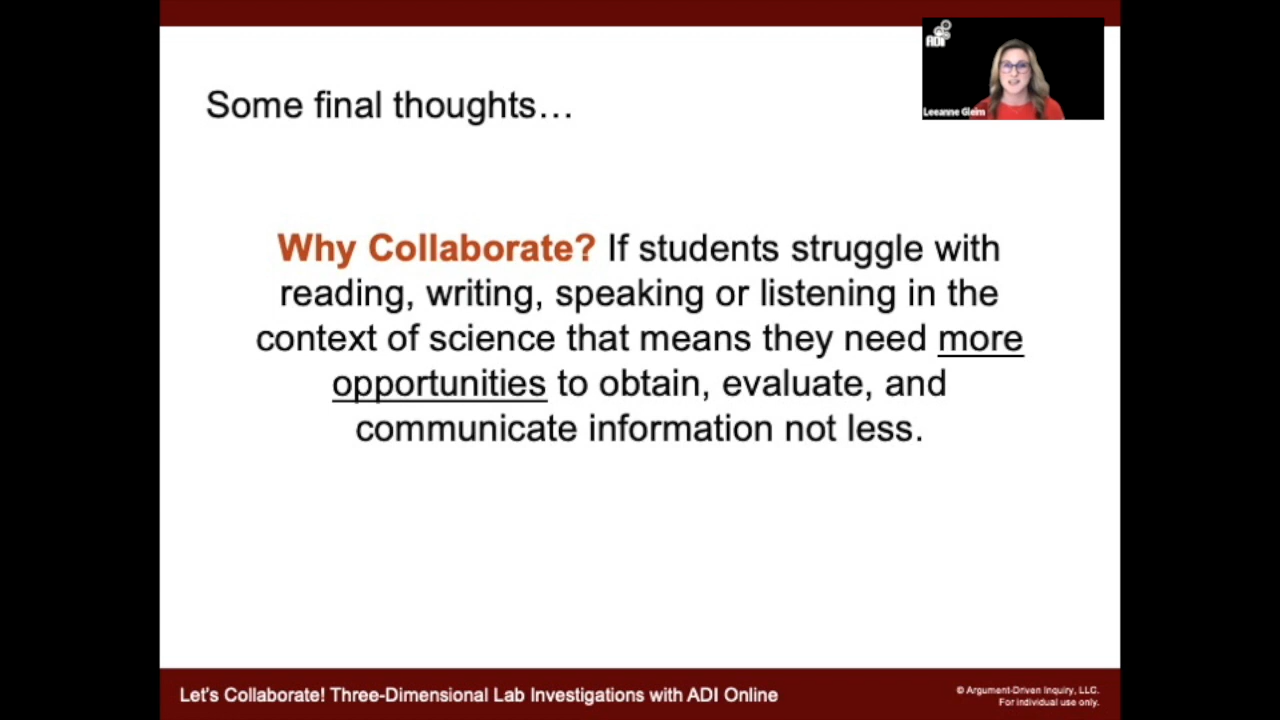 ADI
Leeanne Gleim
Some final thoughts…
Why Collaborate? If students struggle with
reading, writing, speaking or listening in the
context of science that means they need more
opportunities to obtain, evaluate, and
communicate information not less.
Let's Collaborate! Three-Dimensional Lab Investigations with ADI Online
© Argument-Driven Inquiry, LLC.
For individual use only.